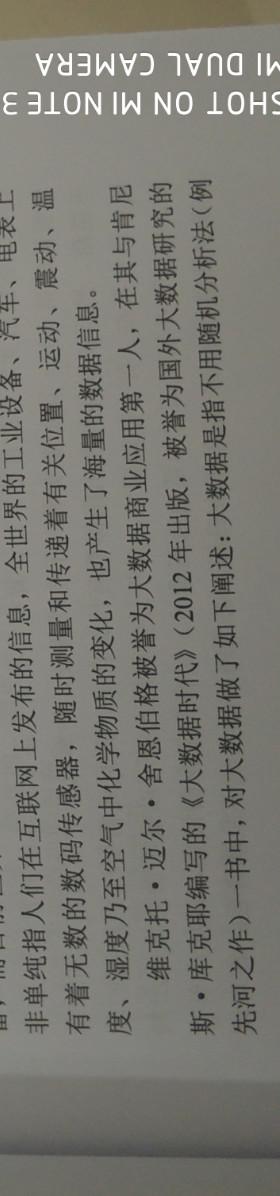 非单纯指人们在互联网上发布的信息，全世界的工业设备、汽车、电表上
有着无数的数码传感器，随时测量和传递着有关位置、运动、震动、温
度、湿度乃至空气中化学物质的变化，也产生了海量的数据信息。
维克托·迈尔·舍恩伯格被誉为大数据商业应用第一人，在其与肯尼
斯·库克耶编写的《大数据时代》（2012 年出版，被誉为国外大数据研究的
先河之作）一书中，对大数据做了如下阐述：大数据是指不用随机分析法（例
SHOT ON MI NOTE 3
MI DUAL CAMERA